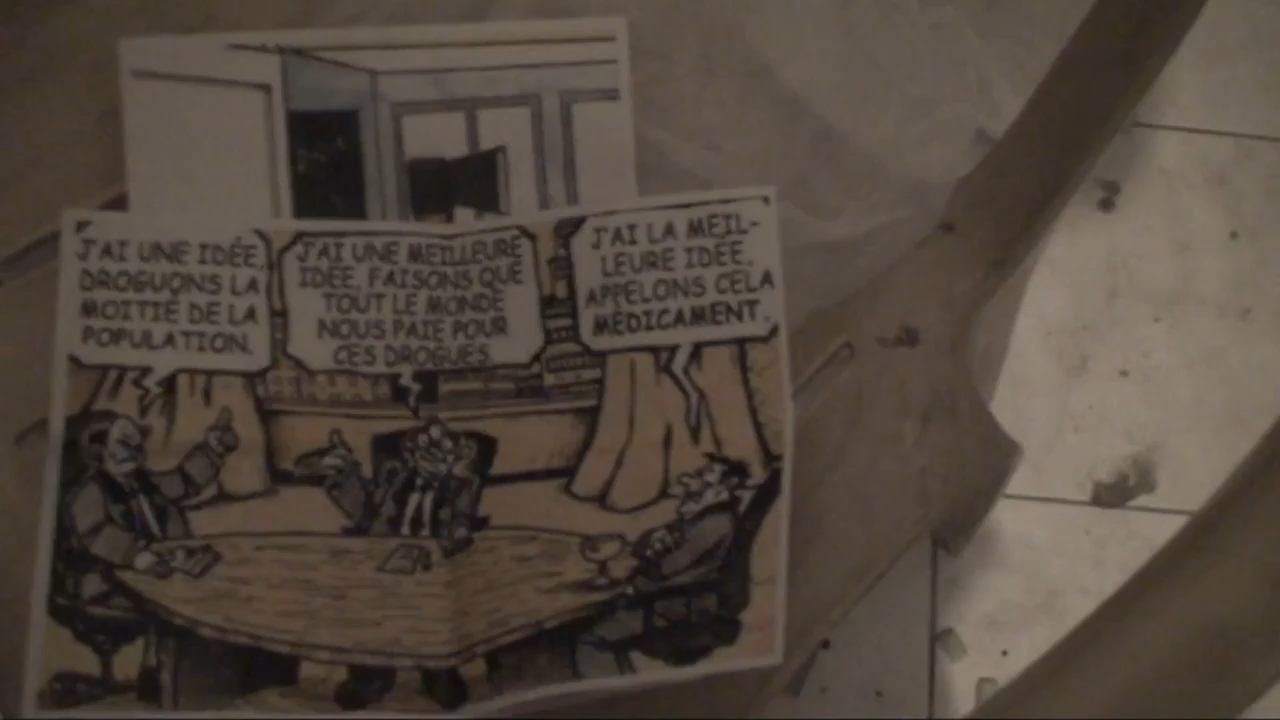 J'AI UNE IDÉE,
DROGUONS LA
MOITIÉ DE LA
POPULATION.
J'AI UNE MEILLEURE
IDÉE, FAISONS QUE
TOUT LE MONDE
NOUS PAIE POUR
CES DROGUES.
J'AI LA MEIL-
LEURE IDÉE,
APPELONS CELA
MÉDICAMENT.